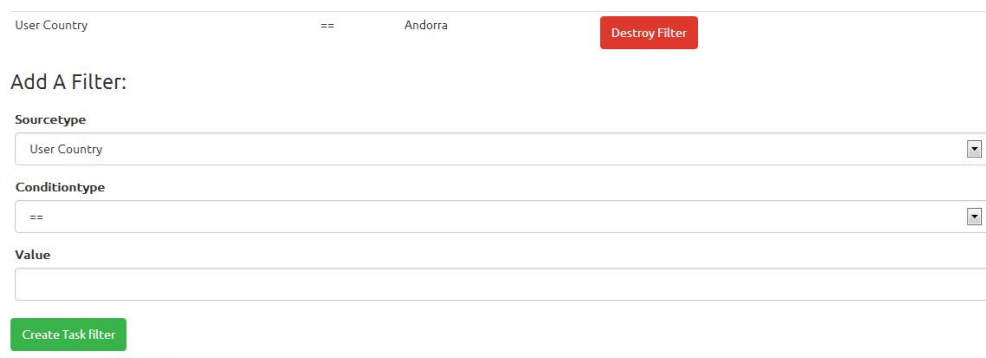 User Country == Andorra Destroy Filter
Add A Filter:
Sourcetype
User Country
Conditiontype
==
Value
Create Task filter